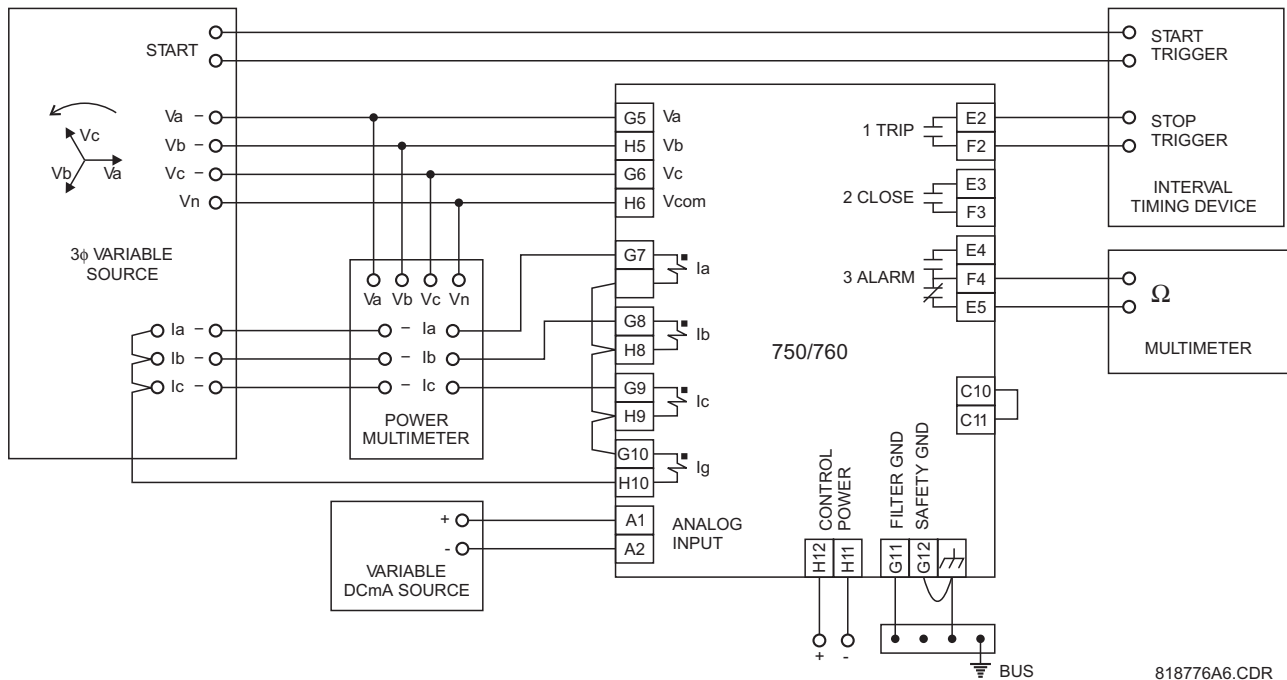 START
Va –
Vb –
Vc –
Vn
Vc
Vb
Va
3ϕ VARIABLE
SOURCE
Ia –
Ib –
Ic –
Va Vb Vc Vn
– Ia
– Ib
– Ic
POWER
MULTIMETER
+
-
VARIABLE
DCmA SOURCE
G5 Va
H5 Vb
G6 Vc
H6 Vcom
G7
Ia
G8
H8
Ib
G9
H9
Ic
G10
H10
Ig
A1
A2
ANALOG
INPUT
750/760
1 TRIP
E2
F2
2 CLOSE
E3
F3
3 ALARM
E4
F4
E5
C10
C11
CONTROL
POWER
FILTER GND
SAFETY GND
H12
H11
G11
G12
+
-
BUS
START
TRIGGER
STOP
TRIGGER
INTERVAL
TIMING DEVICE
Ω
MULTIMETER
818776A6.CDR